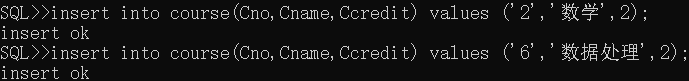 SQL>>insert into course(Cno,Cname,Ccredit) values ('2','数学',2);
insert ok
SQL>>insert into course(Cno,Cname,Ccredit) values ('6','数据处理',2);
insert ok